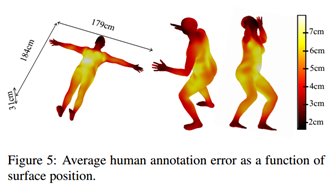 179cm
184cm
31cm
7cm
6cm
5cm
4cm
3cm
2cm
Figure 5: Average human annotation error as a function of
surface position.